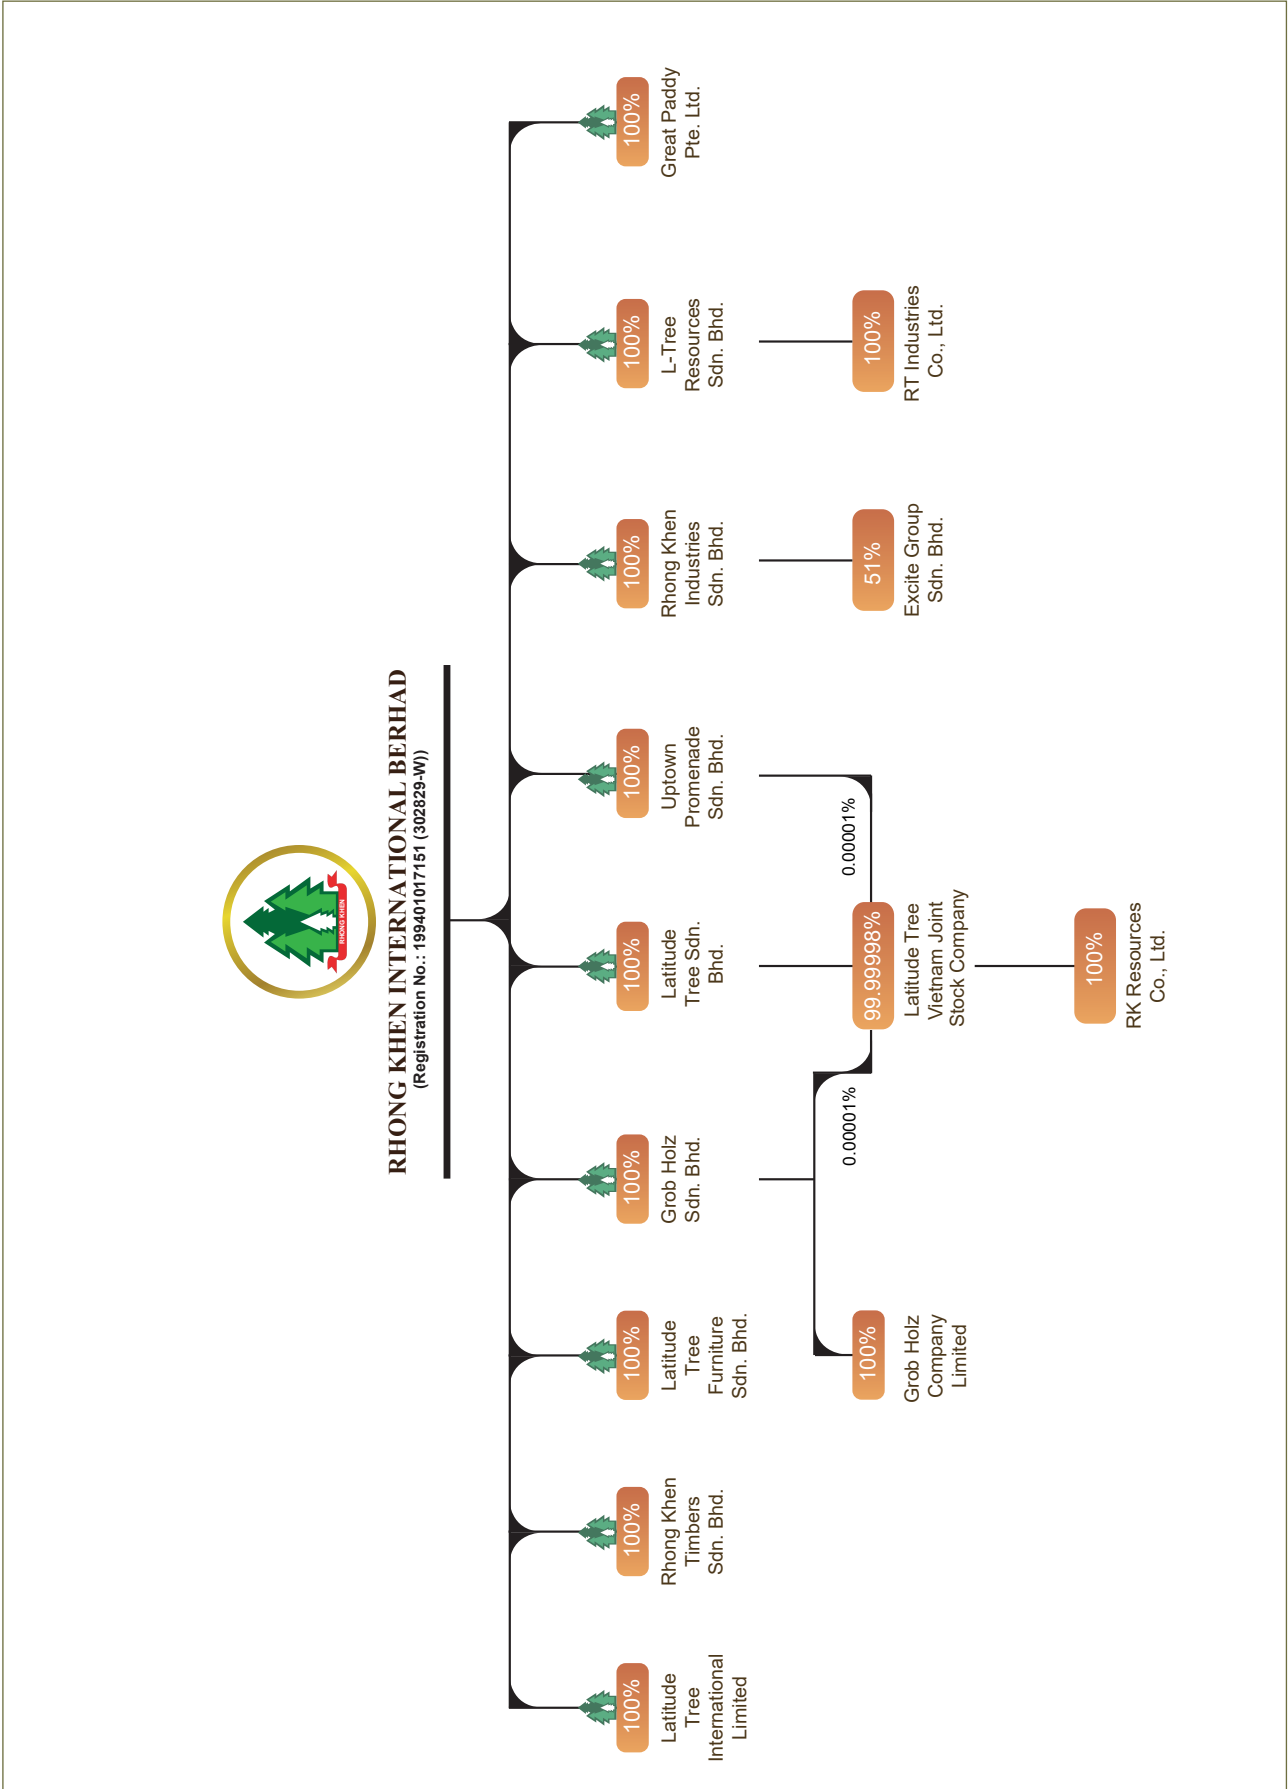 RHONG KHEN
RHONG KHEN INTERNATIONAL BERHAD
(Registration No.: 199401017151 (302829-W))
100%
Latitude
Tree
International
Limited
100%
Rhong Khen
Timbers
Sdn. Bhd.
100%
Latitude
Tree
Furniture
Sdn. Bhd.
100%
Grob Holz
Sdn. Bhd.
100%
Latitude
Tree Sdn.
Bhd.
100%
Uptown
Promenade
Sdn. Bhd.
100%
Rhong Khen
Industries
Sdn. Bhd.
100%
L-Tree
Resources
Sdn. Bhd.
100%
Great Paddy
Pte. Ltd.
0.00001%
0.00001%
100%
Grob Holz
Company
Limited
99.99998%
Latitude Tree
Vietnam Joint
Stock Company
51%
Excite Group
Sdn. Bhd.
100%
RT Industries
Co., Ltd.
100%
RK Resources
Co., Ltd.